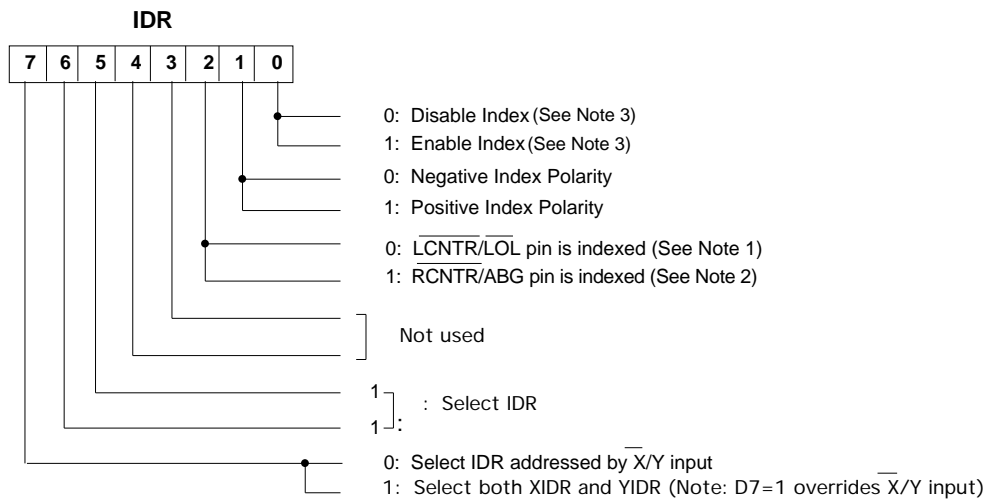 IDR
7 6 5 4 3 2 1 0
0: Disable Index (See Note 3)
1: Enable Index (See Note 3)
0: Negative Index Polarity
1: Positive Index Polarity
0: L̅C̅N̅T̅R̅/L̅O̅L̅ pin is indexed (See Note 1)
1: R̅C̅N̅T̅R̅/ABG pin is indexed (See Note 2)
Not used
1
: Select IDR
1 :
0: Select IDR addressed by X̅/Y input
1: Select both XIDR and YIDR (Note: D7=1 overrides X̅/Y input)